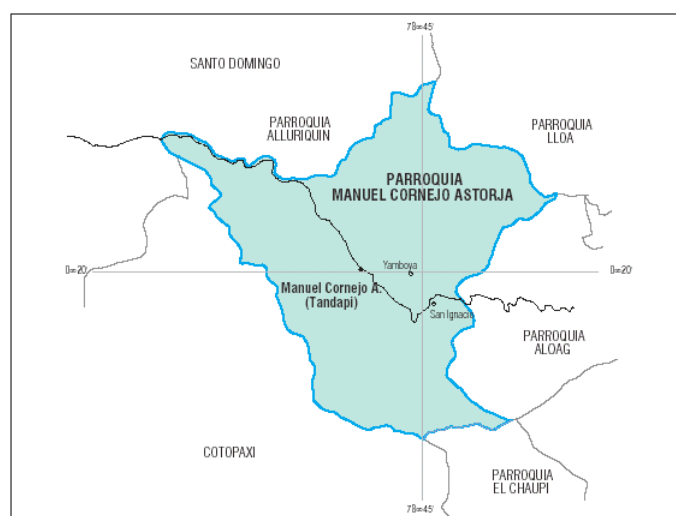 78∞45'
SANTO DOMINGO
PARROQUIA
ALLURIQUIN
PARROQUIA
LLOA
PARROQUIA
MANUEL CORNEJO ASTORJA
0∞20'
Yamboya
0∞20'
Manuel Cornejo A.
(Tandapi)
San Ignacio
PARROQUIA
ALOAG
COTOPAXI
PARROQUIA
EL CHAUPI
78∞45'